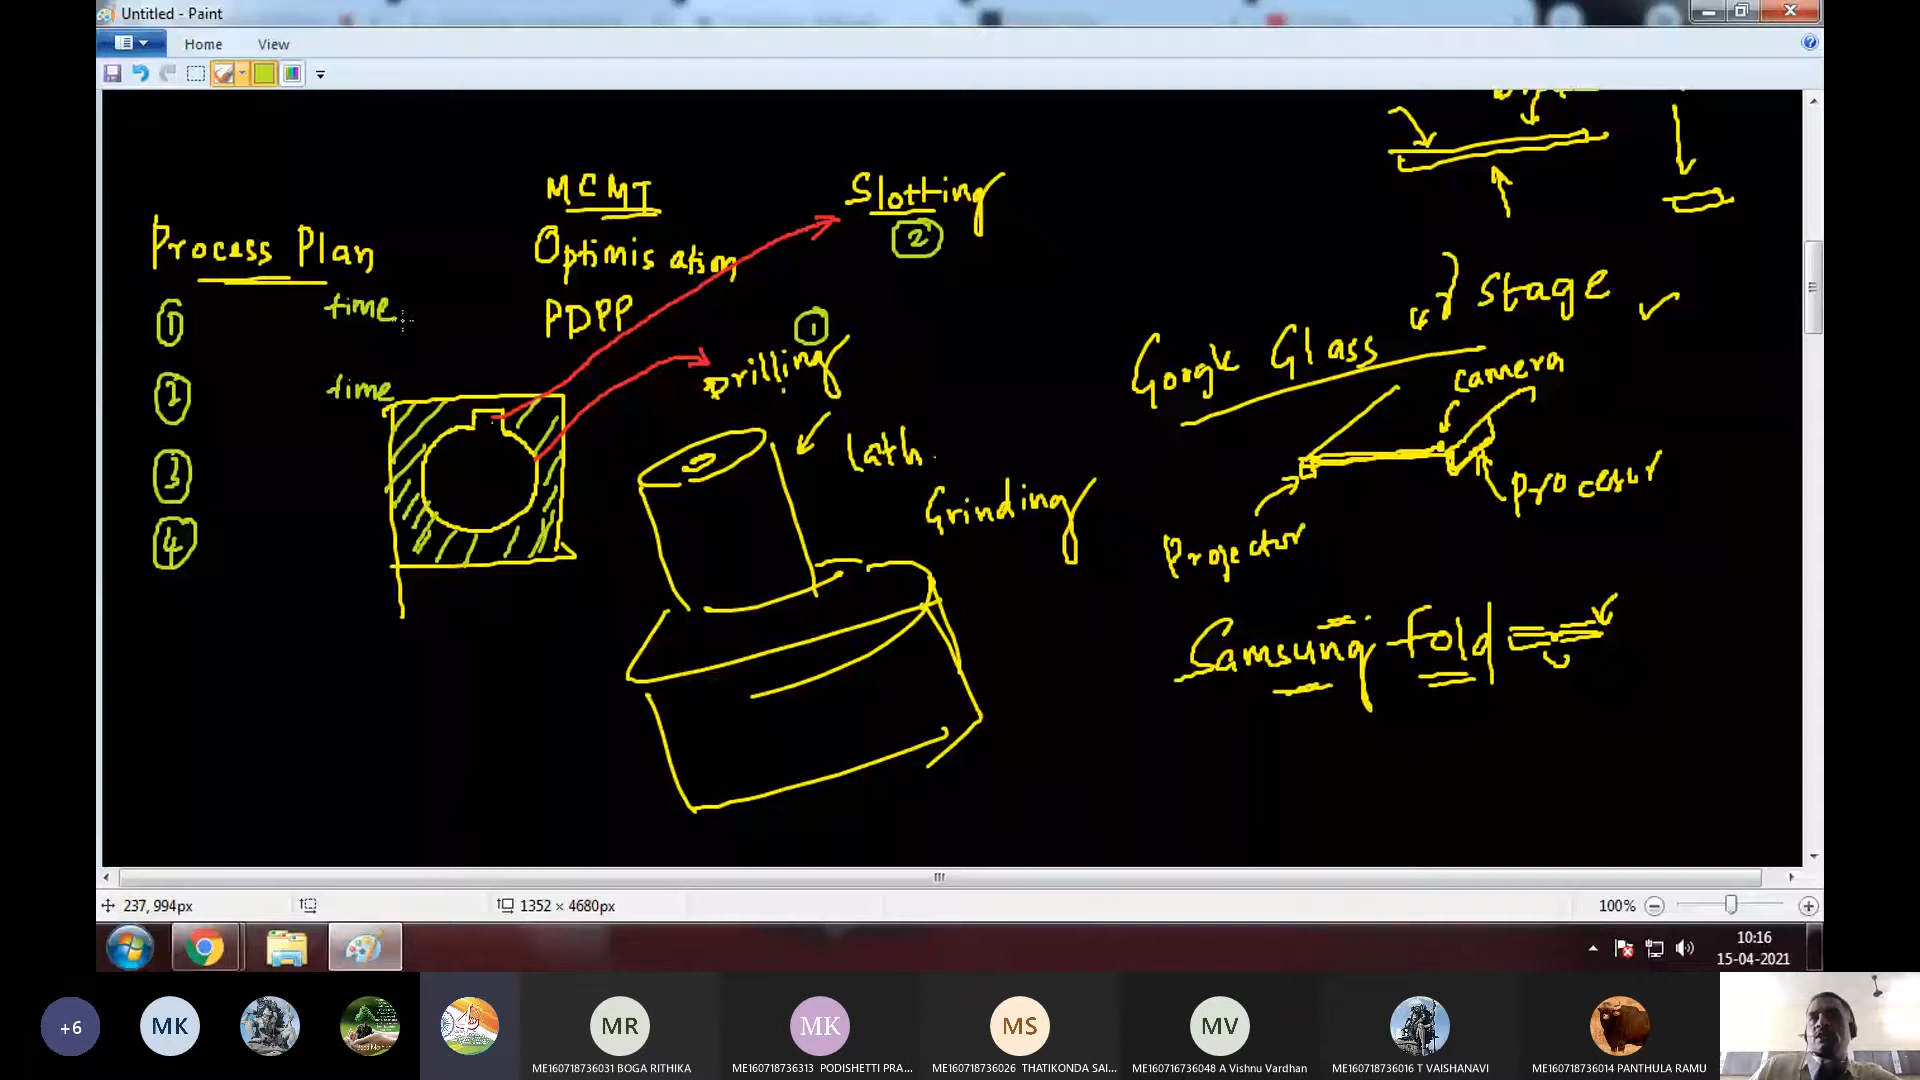 Untitled - Paint
Home View
MCMT
Slotting
2
Process Plan
Optimisation
1 time
PDPP
1
Drilling
2 time
3
4
lath
Grinding
stage
Google Glass
camera
Processor
Projector
Samsung fold
237, 994px
1352 × 4680px
100%
10:16
15-04-2021
+6
MK
MR
MK
MS
MV
ME160718736031 BOGA RITHIKA
ME160718736313 PODISHETTI PRA...
ME160718736026 THATIKONDA SAI...
ME160716736048 A Vishnu Vardhan
ME160718736016 T VAISHANAVI
ME160718736014 PANTHULA RAMU